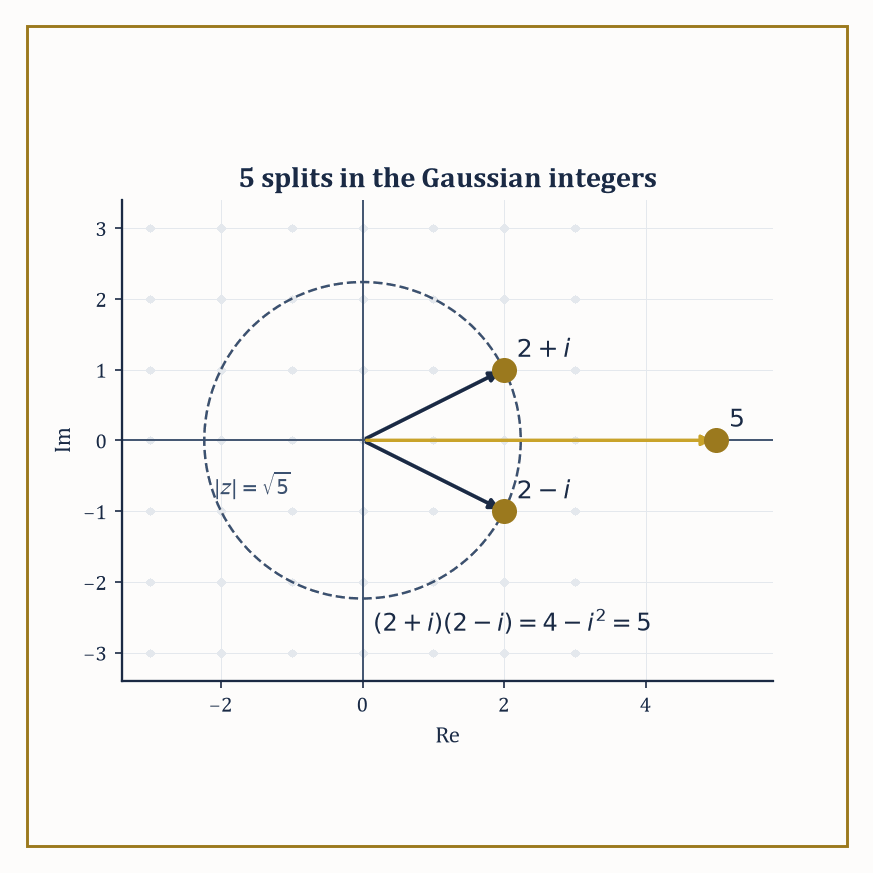 5 splits in the Gaussian integers
3
2
1
0
−1
−2
−3
Im
2 + i
5
|z| = √5
2 − i
(2 + i)(2 − i) = 4 − i² = 5
−2 0 2 4
Re